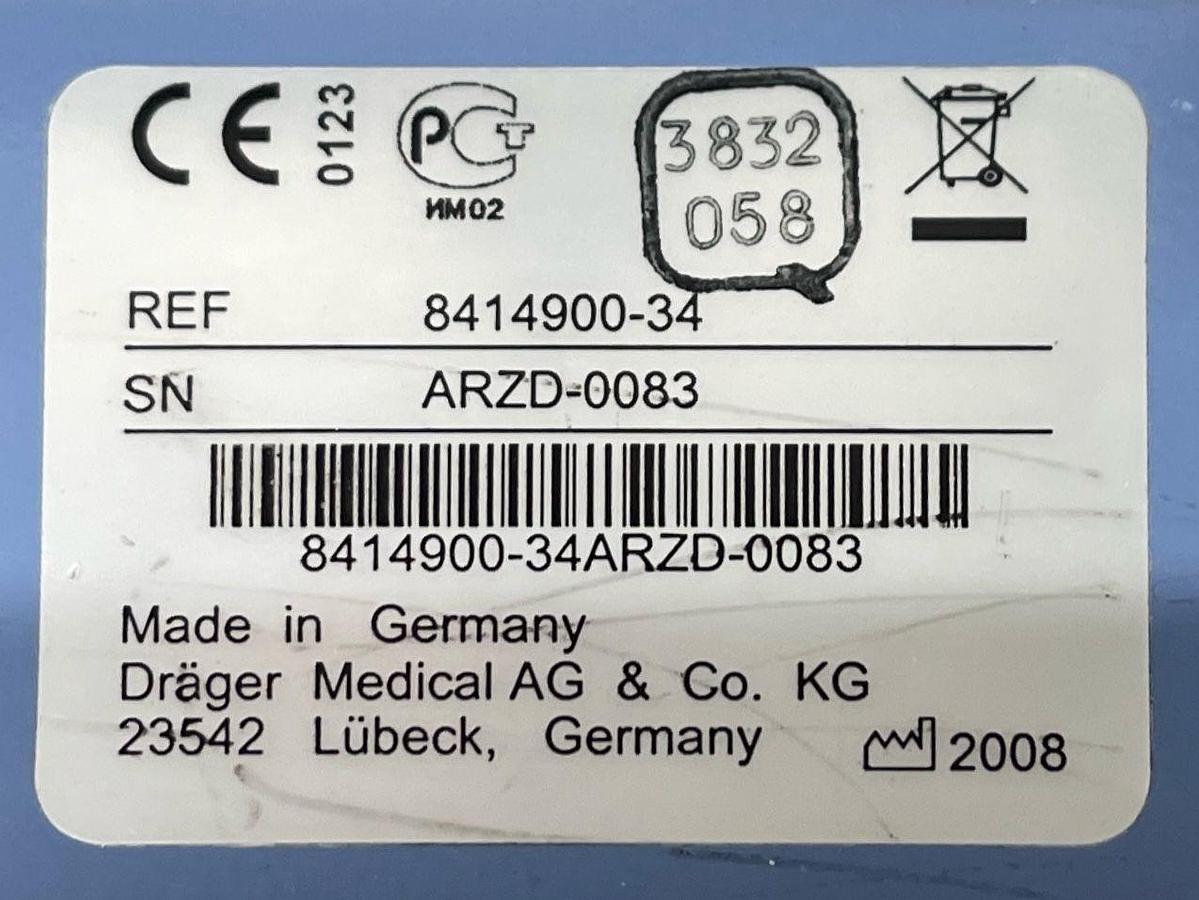 CE 0123
РСТ
ИМ02
3832
058
REF 8414900-34
SN ARZD-0083
8414900-34ARZD-0083
Made in Germany
Dräger Medical AG & Co. KG
23542 Lübeck, Germany
2008